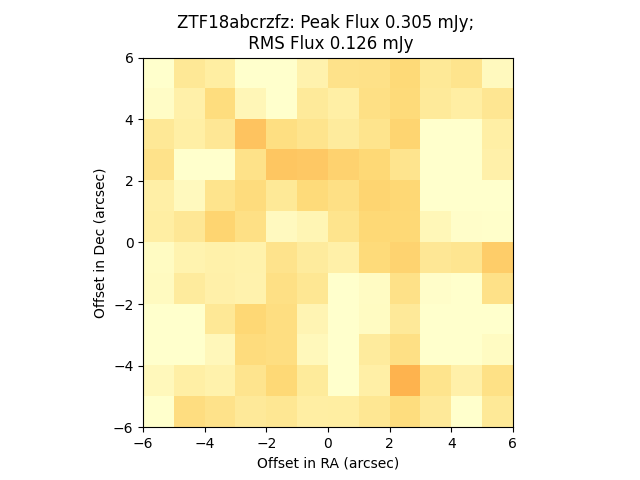 ZTF18abcrzfz: Peak Flux 0.305 mJy;
RMS Flux 0.126 mJy
6
4
2
0
−2
−4
−6
Offset in Dec (arcsec)
−6 −4 −2 0 2 4 6
Offset in RA (arcsec)